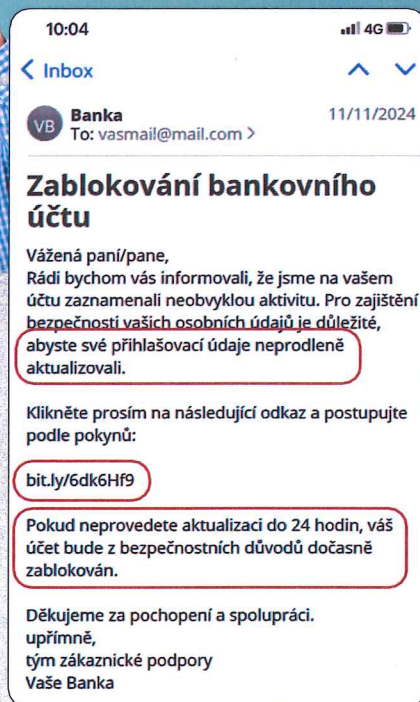 10:04
4G
Inbox
VB
Banka
11/11/2024
To: vasmail@mail.com >
Zablokování bankovního
účtu
Vážená paní/pane,
Rádi bychom vás informovali, že jsme na vašem
účtu zaznamenali neobvyklou aktivitu. Pro zajištění
bezpečnosti vašich osobních údajů je důležité,
abyste své přihlašovací údaje neprodleně
aktualizovali.
Klikněte prosím na následující odkaz a postupujte
podle pokynů:
bit.ly/6dk6Hf9
Pokud neprovedete aktualizaci do 24 hodin, váš
účet bude z bezpečnostních důvodů dočasně
zablokován.
Děkujeme za pochopení a spolupráci.
upřímně,
tým zákaznické podpory
Vaše Banka